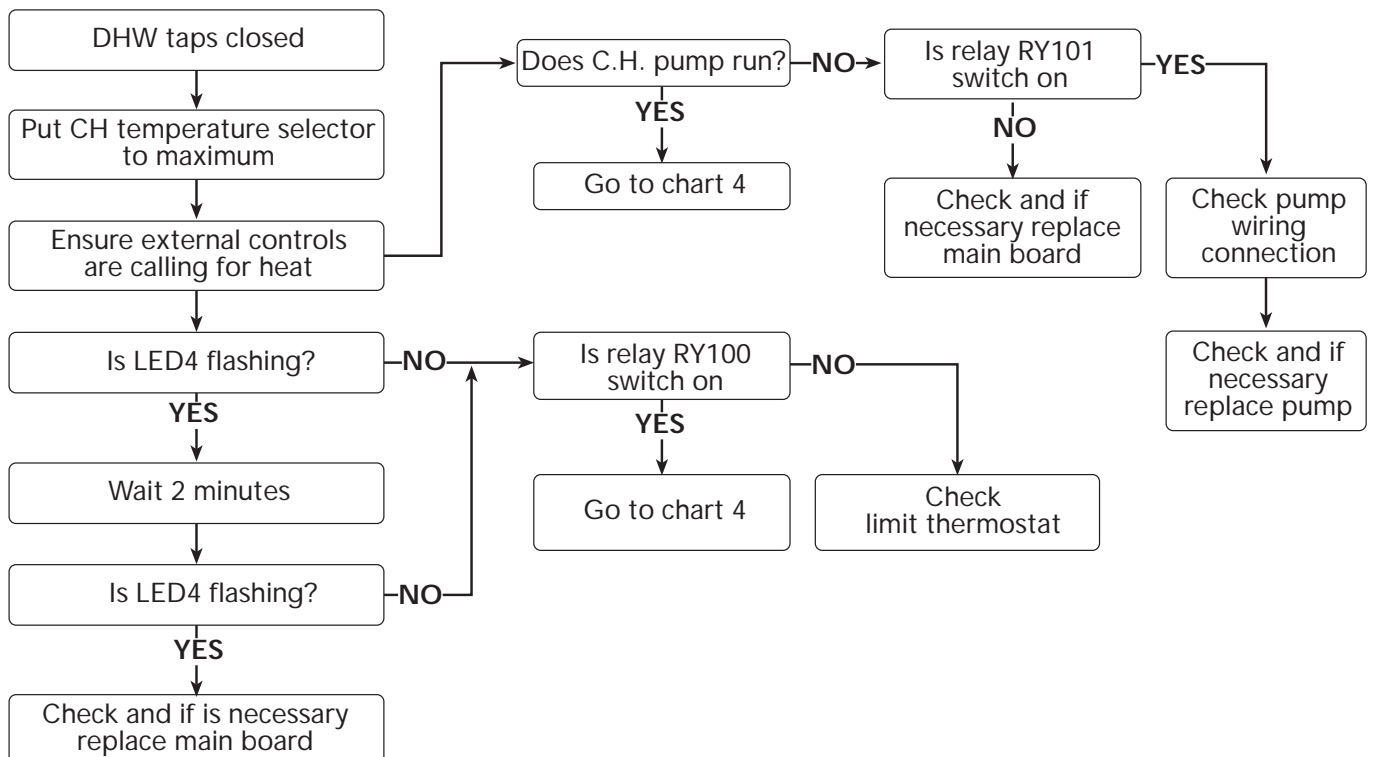 DHW taps closed
Put CH temperature selector
to maximum
Ensure external controls
are calling for heat
Is LED4 flashing?
NO
YES
Wait 2 minutes
Is LED4 flashing?
NO
YES
Check and if is necessary
replace main board
Does C.H. pump run?
NO
YES
Go to chart 4
Is relay RY101
switch on
YES
NO
Check and if
necessary replace
main board
Check pump
wiring
connection
Check and if
necessary
replace pump
Is relay RY100
switch on
NO
YES
Go to chart 4
Check
limit thermostat